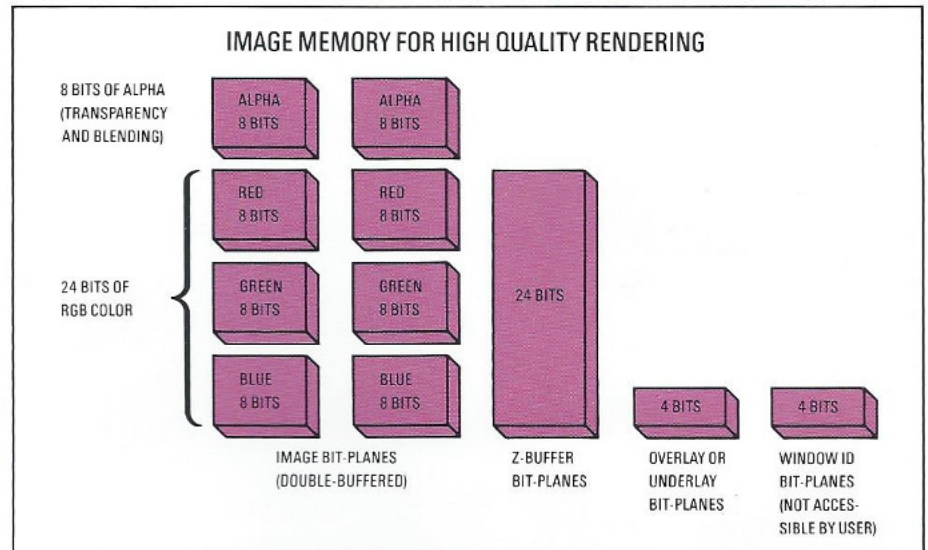 IMAGE MEMORY FOR HIGH QUALITY RENDERING
8 BITS OF ALPHA
(TRANSPARENCY
AND BLENDING)
ALPHA
8 BITS
ALPHA
8 BITS
RED
8 BITS
RED
8 BITS
24 BITS OF
RGB COLOR
GREEN
8 BITS
GREEN
8 BITS
24 BITS
BLUE
8 BITS
BLUE
8 BITS
4 BITS
4 BITS
IMAGE BIT-PLANES
(DOUBLE-BUFFERED)
Z-BUFFER
BIT-PLANES
OVERLAY OR
UNDERLAY
BIT-PLANES
WINDOW ID
BIT-PLANES
(NOT ACCES-
SIBLE BY USER)